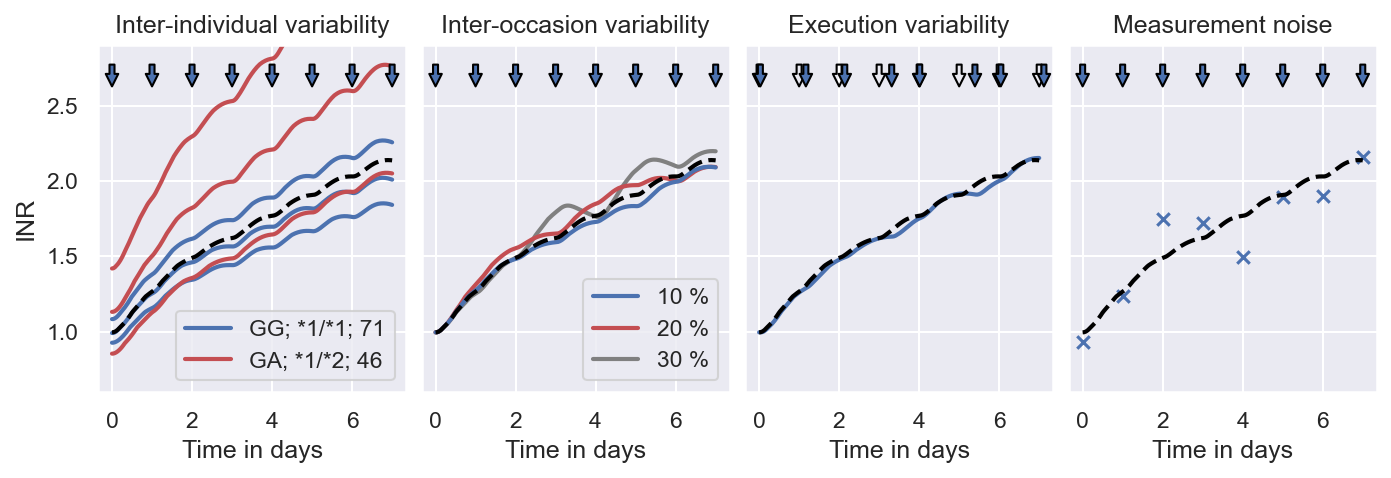 Inter-individual variability
Inter-occasion variability
Execution variability
Measurement noise
INR
2.5
2.0
1.5
1.0
GG; *1/*1; 71
GA; *1/*2; 46
10 %
20 %
30 %
0 2 4 6
0 2 4 6
0 2 4 6
0 2 4 6
Time in days
Time in days
Time in days
Time in days